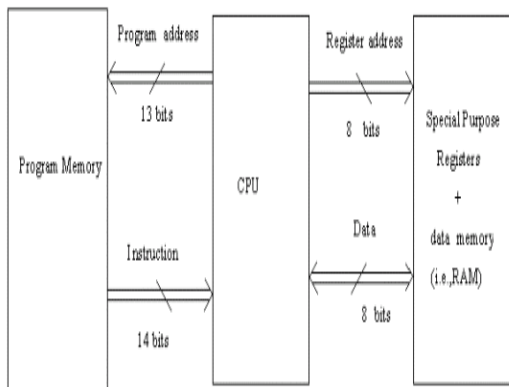 Program address
13 bits
Program Memory
Instruction
14 bits
CPU
Register address
8 bits
Data
8 bits
Special Purpose
Registers
+
data memory
(i.e.,RAM)